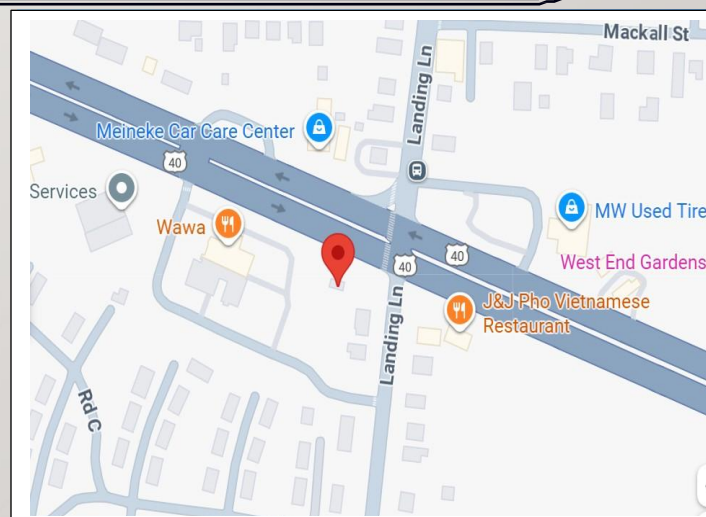 Mackall St
Landing Ln
Meineke Car Care Center
40
Services
Wawa
MW Used Tire
40
40
West End Gardens
J&J Pho Vietnamese
Restaurant
Landing Ln
Rd C